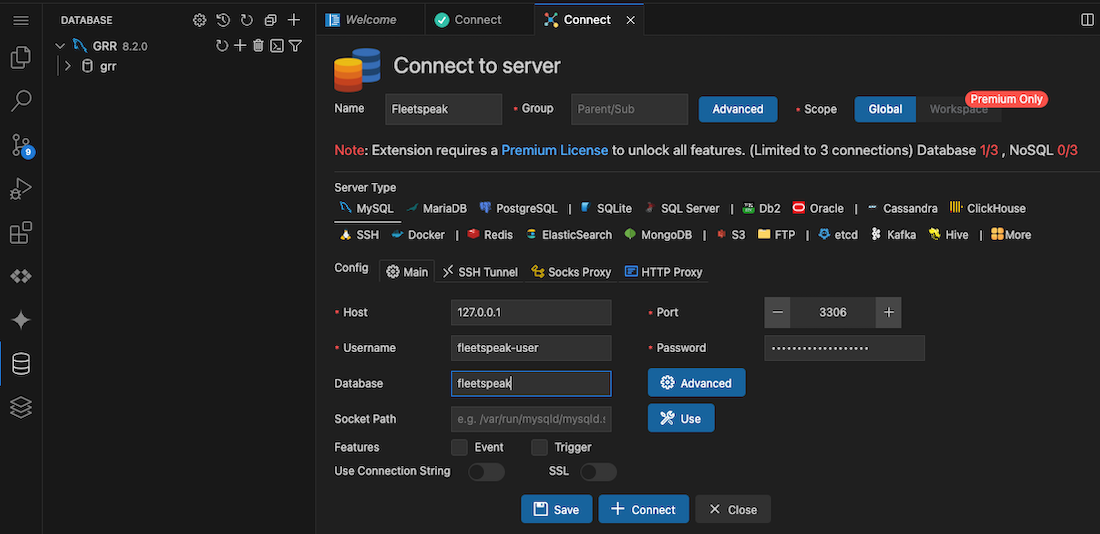 DATABASE
GRR 8.2.0
grr
9
Welcome
Connect
Connect
Connect to server
Name Fleetspeak * Group Parent/Sub Advanced * Scope Global Workspace
Premium Only
Note: Extension requires a Premium License to unlock all features. (Limited to 3 connections) Database 1/3 , NoSQL 0/3
Server Type
MySQL MariaDB PostgreSQL | SQLite SQL Server | Db2 Oracle | Cassandra ClickHouse
SSH Docker | Redis ElasticSearch MongoDB | S3 FTP | etcd Kafka Hive | More
Config Main SSH Tunnel Socks Proxy HTTP Proxy
* Host 127.0.0.1 * Port 3306
* Username fleetspeak-user * Password ••••••••••••••••••
Database fleetspeak Advanced
Socket Path e.g. /var/run/mysqld/mysqld.s Use
Features Event Trigger
Use Connection String SSL
Save Connect Close